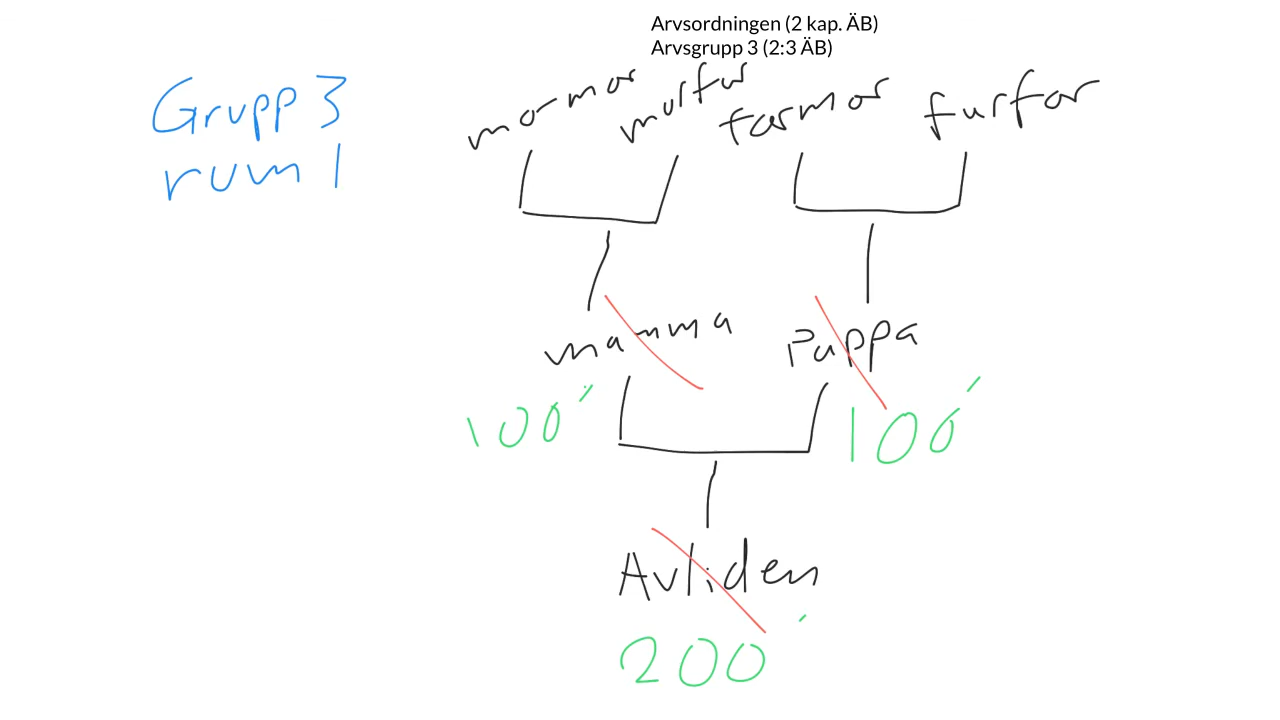 Arvsordningen (2 kap. ÄB)
Arvsgrupp 3 (2:3 ÄB)
Grupp 3
rum 1
mormor morfar farmor farfar
mamma Pappa
100' 100'
Avliden
200'